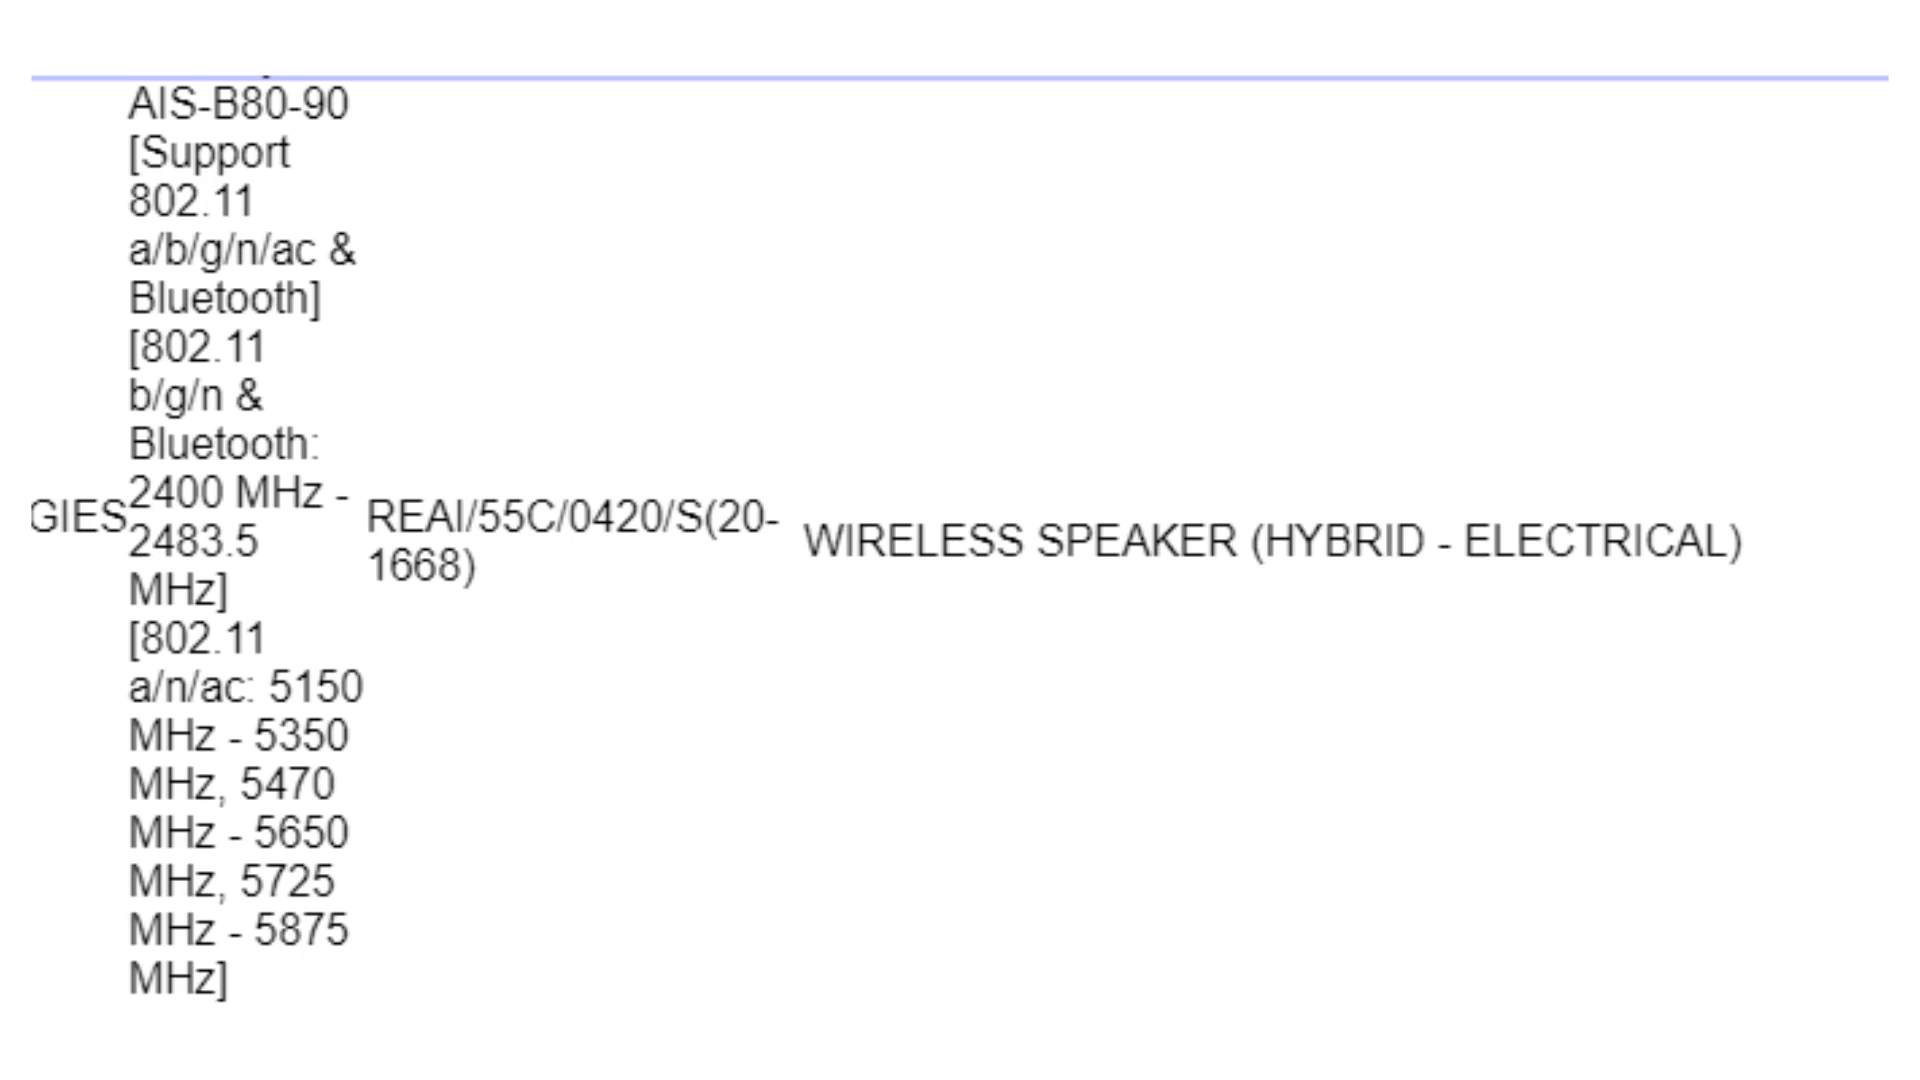 AIS-B80-90
[Support
802.11
a/b/g/n/ac &
Bluetooth]
[802.11
b/g/n &
Bluetooth:
2400 MHz -
2483.5
MHz]
[802.11
a/n/ac: 5150
MHz - 5350
MHz, 5470
MHz - 5650
MHz, 5725
MHz - 5875
MHz]
GIES
REAI/55C/0420/S(20-
1668)
WIRELESS SPEAKER (HYBRID - ELECTRICAL)